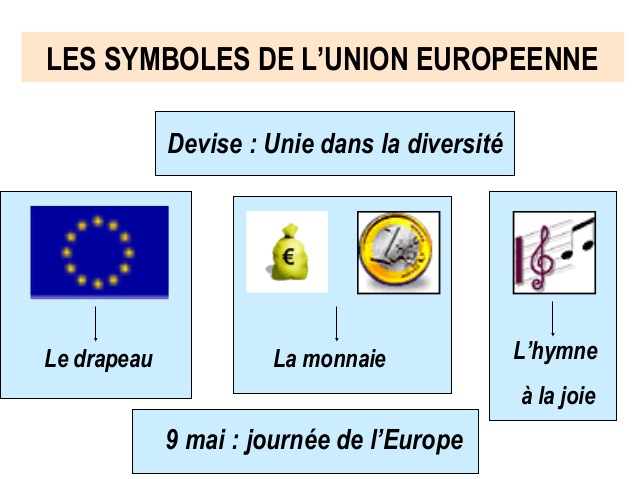 LES SYMBOLES DE L’UNION EUROPEENNE
Devise : Unie dans la diversité
€
1
Le drapeau
La monnaie
L’hymne
à la joie
9 mai : journée de l’Europe